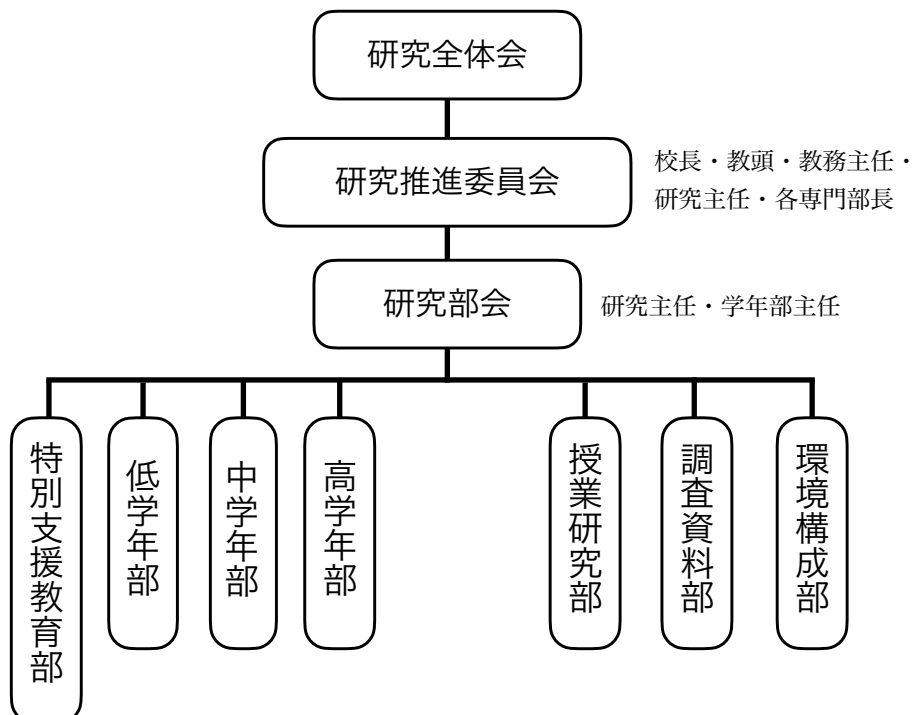 研究全体会
研究推進委員会
校長・教頭・教務主任・
研究主任・各専門部長
研究部会
研究主任・学年部主任
特別支援教育部
低学年部
中学年部
高学年部
授業研究部
調査資料部
環境構成部